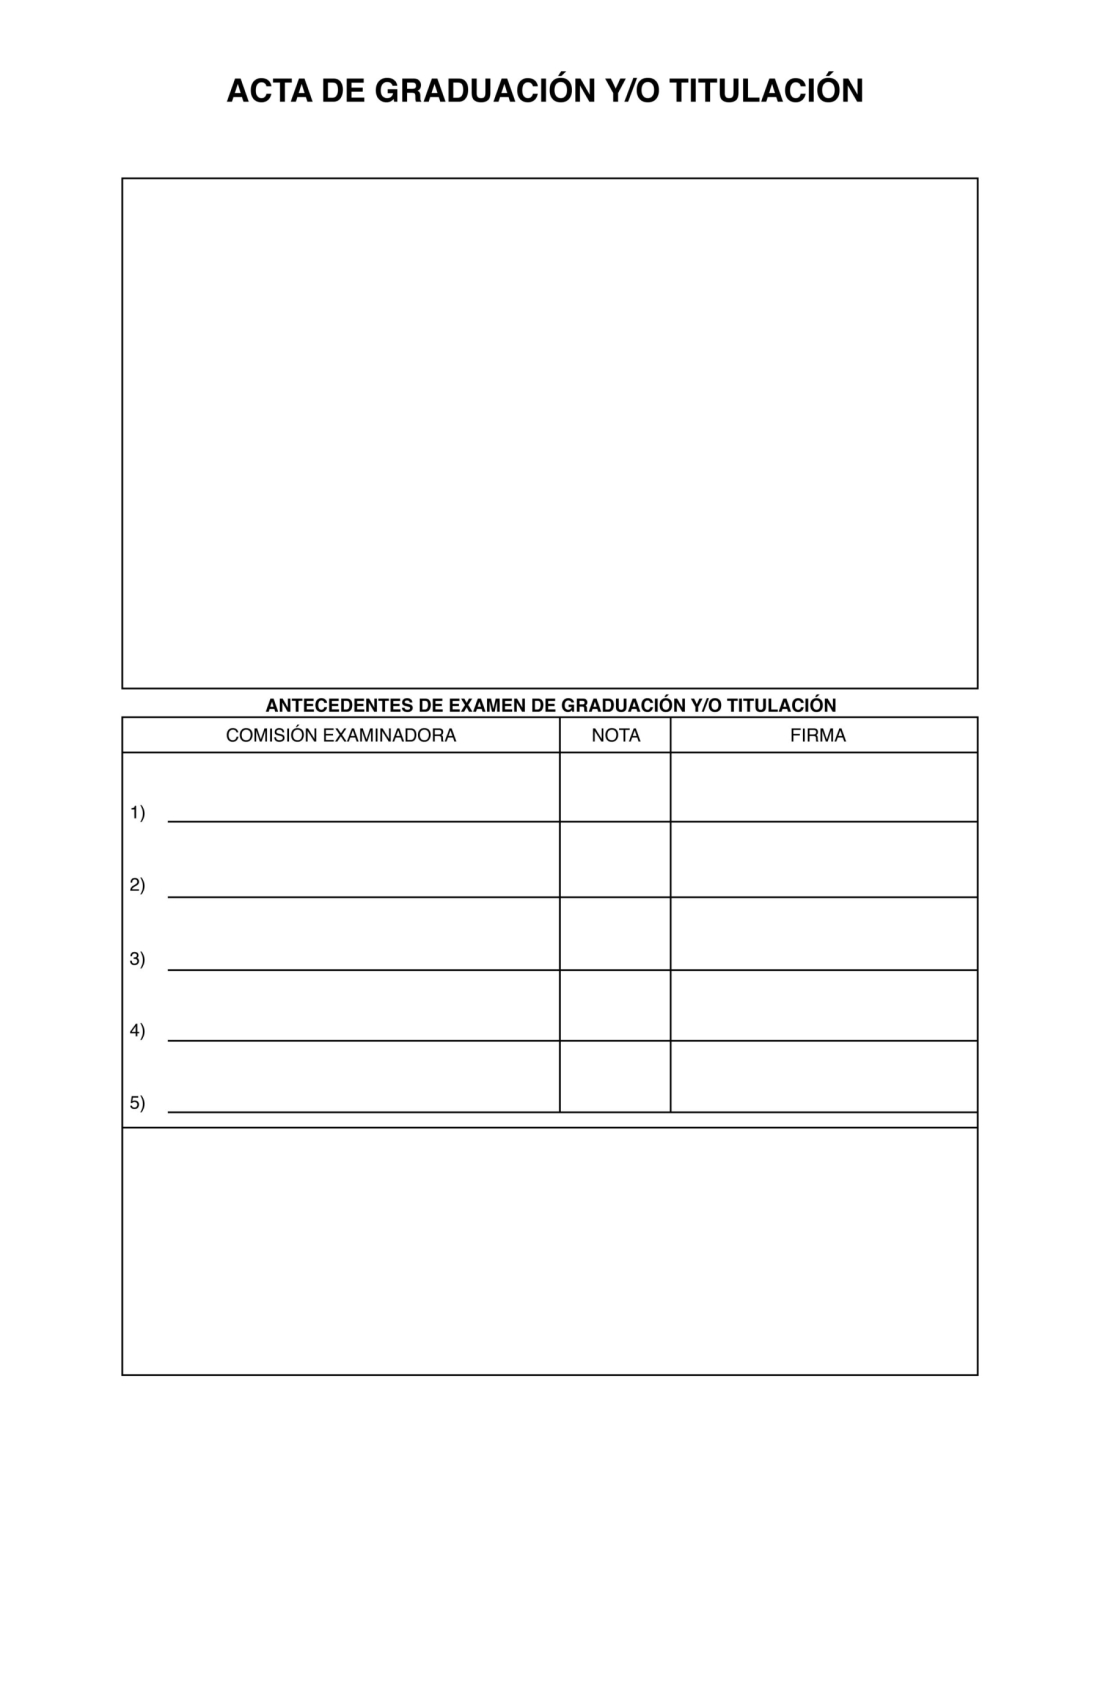 ACTA DE GRADUACIÓN Y/O TITULACIÓN
ANTECEDENTES DE EXAMEN DE GRADUACIÓN Y/O TITULACIÓN
COMISIÓN EXAMINADORA NOTA FIRMA
1)
2)
3)
4)
5)